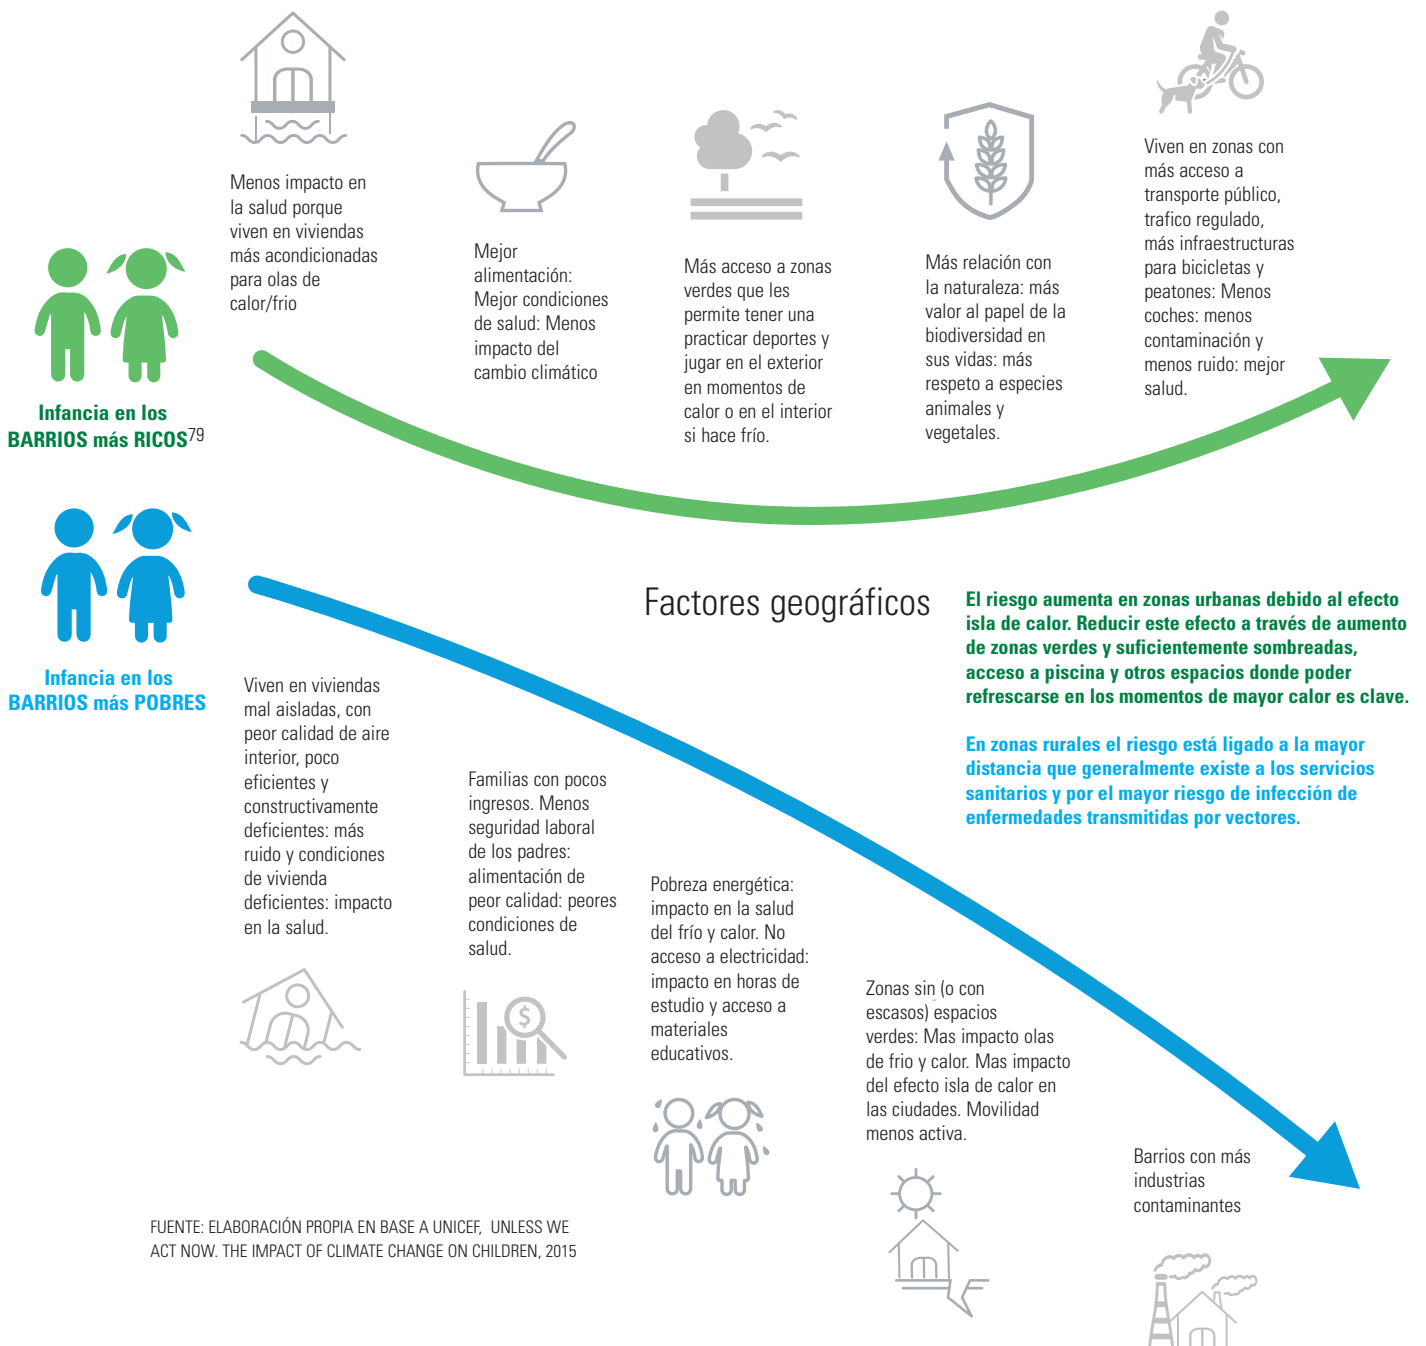 Menos impacto en
la salud porque
viven en viviendas
más acondicionadas
para olas de
calor/frio
Mejor
alimentación:
Mejor condiciones
de salud: Menos
impacto del
cambio climático
Más acceso a zonas
verdes que les
permite tener una
practicar deportes y
jugar en el exterior
en momentos de
calor o en el interior
si hace frío.
Más relación con
la naturaleza: más
valor al papel de la
biodiversidad en
sus vidas: más
respeto a especies
animales y
vegetales.
Viven en zonas con
más acceso a
transporte público,
trafico regulado,
más infraestructuras
para bicicletas y
peatones: Menos
coches: menos
contaminación y
menos ruido: mejor
salud.
Infancia en los
BARRIOS más RICOS79
Infancia en los
BARRIOS más POBRES
Factores geográficos
El riesgo aumenta en zonas urbanas debido al efecto
isla de calor. Reducir este efecto a través de aumento
de zonas verdes y suficientemente sombreadas,
acceso a piscina y otros espacios donde poder
refrescarse en los momentos de mayor calor es clave.
En zonas rurales el riesgo está ligado a la mayor
distancia que generalmente existe a los servicios
sanitarios y por el mayor riesgo de infección de
enfermedades transmitidas por vectores.
Viven en viviendas
mal aisladas, con
peor calidad de aire
interior, poco
eficientes y
constructivamente
deficientes: más
ruido y condiciones
de vivienda
deficientes: impacto
en la salud.
Familias con pocos
ingresos. Menos
seguridad laboral
de los padres:
alimentación de
peor calidad: peores
condiciones de
salud.
$
Pobreza energética:
impacto en la salud
del frío y calor. No
acceso a electricidad:
impacto en horas de
estudio y acceso a
materiales
educativos.
Zonas sin (o con
escasos) espacios
verdes: Mas impacto olas
de frio y calor. Mas impacto
del efecto isla de calor en
las ciudades. Movilidad
menos activa.
Barrios con más
industrias
contaminantes
FUENTE: ELABORACIÓN PROPIA EN BASE A UNICEF, UNLESS WE
ACT NOW. THE IMPACT OF CLIMATE CHANGE ON CHILDREN, 2015